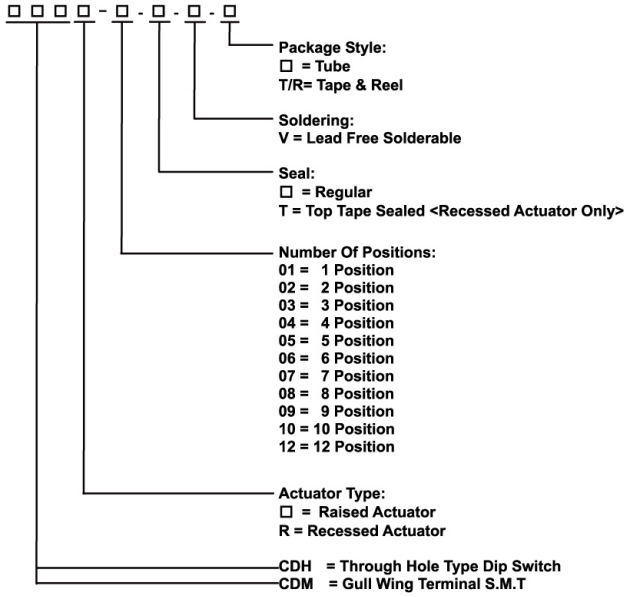 □ □ □ □ - □ - □ - □ - □
Package Style:
□ = Tube
T/R= Tape & Reel
Soldering:
V = Lead Free Solderable
Seal:
□ = Regular
T = Top Tape Sealed <Recessed Actuator Only>
Number Of Positions:
01 = 1 Position
02 = 2 Position
03 = 3 Position
04 = 4 Position
05 = 5 Position
06 = 6 Position
07 = 7 Position
08 = 8 Position
09 = 9 Position
10 = 10 Position
12 = 12 Position
Actuator Type:
□ = Raised Actuator
R = Recessed Actuator
CDH = Through Hole Type Dip Switch
CDM = Gull Wing Terminal S.M.T